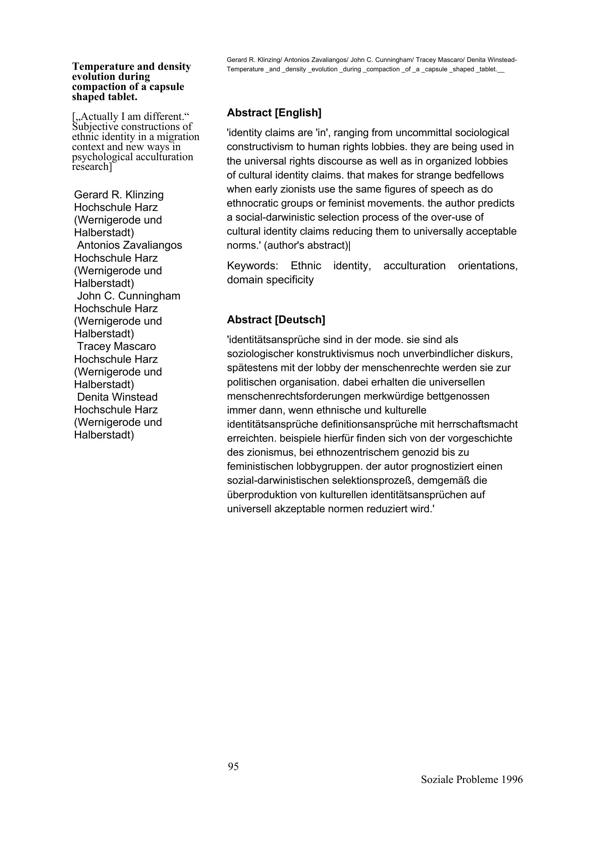 Temperature and density
evolution during
compaction of a capsule
shaped tablet.
[„Actually I am different.“
Subjective constructions of
ethnic identity in a migration
context and new ways in
psychological acculturation
research]
Gerard R. Klinzing
Hochschule Harz
(Wernigerode und
Halberstadt)
Antonios Zavaliangos
Hochschule Harz
(Wernigerode und
Halberstadt)
John C. Cunningham
Hochschule Harz
(Wernigerode und
Halberstadt)
Tracey Mascaro
Hochschule Harz
(Wernigerode und
Halberstadt)
Denita Winstead
Hochschule Harz
(Wernigerode und
Halberstadt)
Gerard R. Klinzing/ Antonios Zavaliangos/ John C. Cunningham/ Tracey Mascaro/ Denita Winstead-
Temperature _and _density _evolution _during _compaction _of _a _capsule _shaped _tablet.__
Abstract [English]
'identity claims are 'in', ranging from uncommittal sociological
constructivism to human rights lobbies. they are being used in
the universal rights discourse as well as in organized lobbies
of cultural identity claims. that makes for strange bedfellows
when early zionists use the same figures of speech as do
ethnocratic groups or feminist movements. the author predicts
a social-darwinistic selection process of the over-use of
cultural identity claims reducing them to universally acceptable
norms.' (author's abstract)|
Keywords: Ethnic identity, acculturation orientations,
domain specificity
Abstract [Deutsch]
'identitätsansprüche sind in der mode. sie sind als
soziologischer konstruktivismus noch unverbindlicher diskurs,
spätestens mit der lobby der menschenrechte werden sie zur
politischen organisation. dabei erhalten die universellen
menschenrechtsforderungen merkwürdige bettgenossen
immer dann, wenn ethnische und kulturelle
identitätsansprüche definitionsansprüche mit herrschaftsmacht
erreichten. beispiele hierfür finden sich von der vorgeschichte
des zionismus, bei ethnozentrischem genozid bis zu
feministischen lobbygruppen. der autor prognostiziert einen
sozial-darwinistischen selektionsprozeß, demgemäß die
überproduktion von kulturellen identitätsansprüchen auf
universell akzeptable normen reduziert wird.'
95
Soziale Probleme 1996